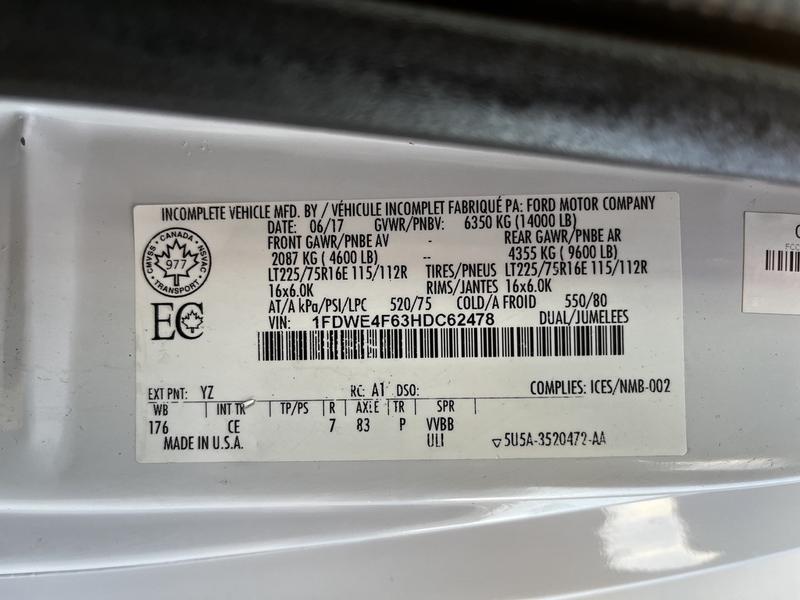 INCOMPLETE VEHICLE MFD. BY / VÉHICULE INCOMPLET FABRIQUÉ PA: FORD MOTOR COMPANY
DATE: 06/17 GVWR/PNBV: 6350 KG (14000 LB)
FRONT GAWR/PNBE AV -- REAR GAWR/PNBE AR
2087 KG ( 4600 LB) -- 4355 KG ( 9600 LB)
LT225/75R16E 115/112R TIRES/PNEUS LT225/75R16E 115/112R
16x6.0K RIMS/JANTES 16x6.0K
AT/A kPa/PSI/LPC 520/75 COLD/A FROID 550/80
VIN: 1FDWE4F63HDC62478 DUAL/JUMELEES
CMVSS · CANADA · NSVAC
977
TRANSPORT
EC
EXT PNT: YZ RC: A1 DSO: COMPLIES: ICES/NMB-002
WB | INT TR | TP/PS | R | AXLE | TR | SPR
176 CE 7 83 P VVBB
ULI
MADE IN U.S.A. 5U5A-3520472-AA
FCC